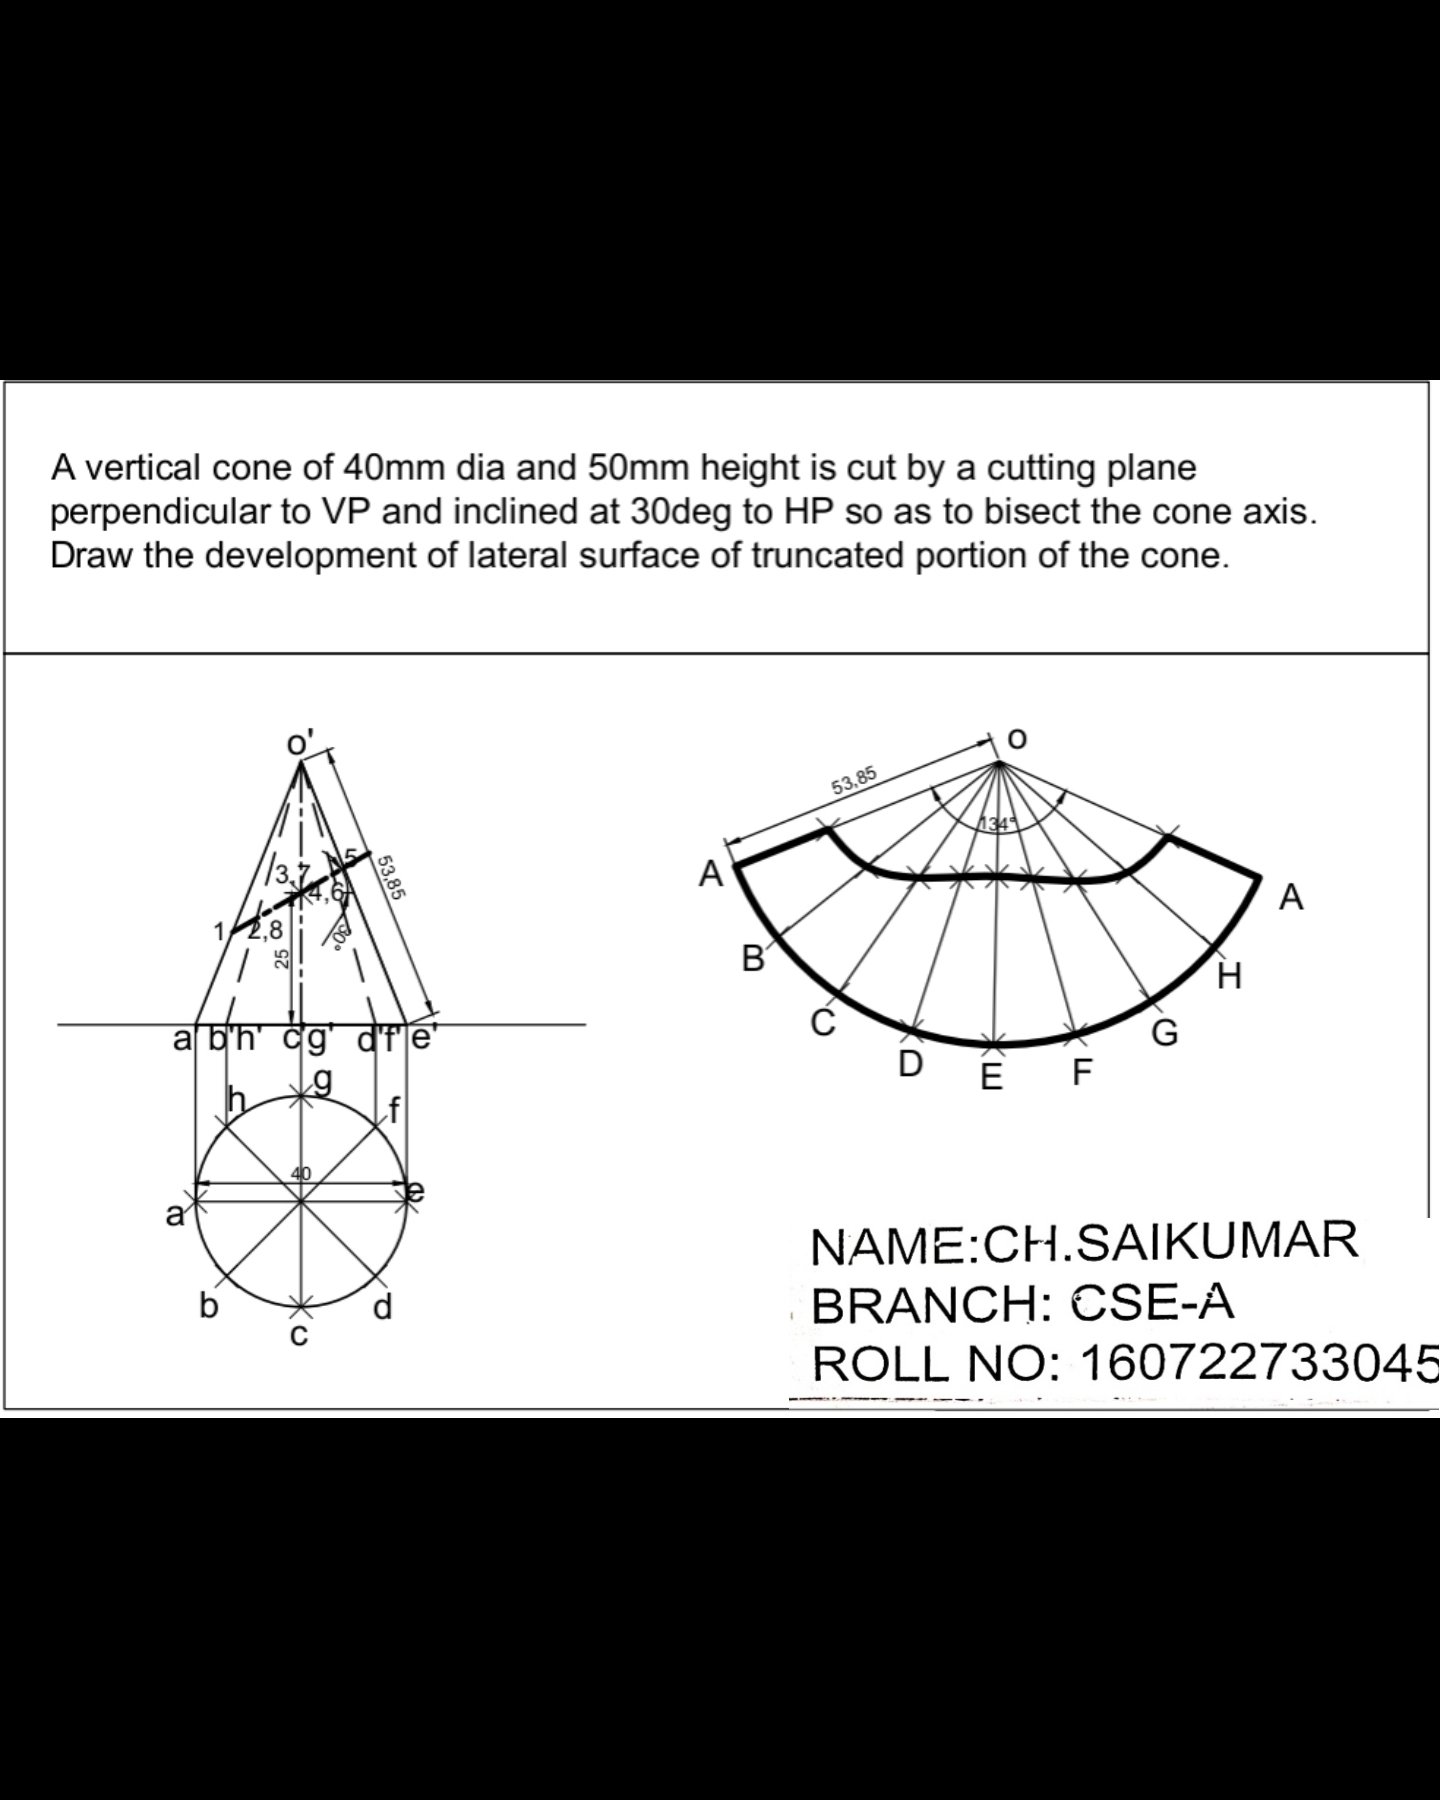 A vertical cone of 40mm dia and 50mm height is cut by a cutting plane
perpendicular to VP and inclined at 30deg to HP so as to bisect the cone axis.
Draw the development of lateral surface of truncated portion of the cone.
o'
53,85
5
3,7
4,6
1
2,8
30°
25
a' b'h' c'g' d'f' e'
g
h
f
40
e
a
b
d
c
o
53,85
134°
A
A
B
H
C
G
D
F
E
NAME:CH.SAIKUMAR
BRANCH: CSE-A
ROLL NO: 160722733045